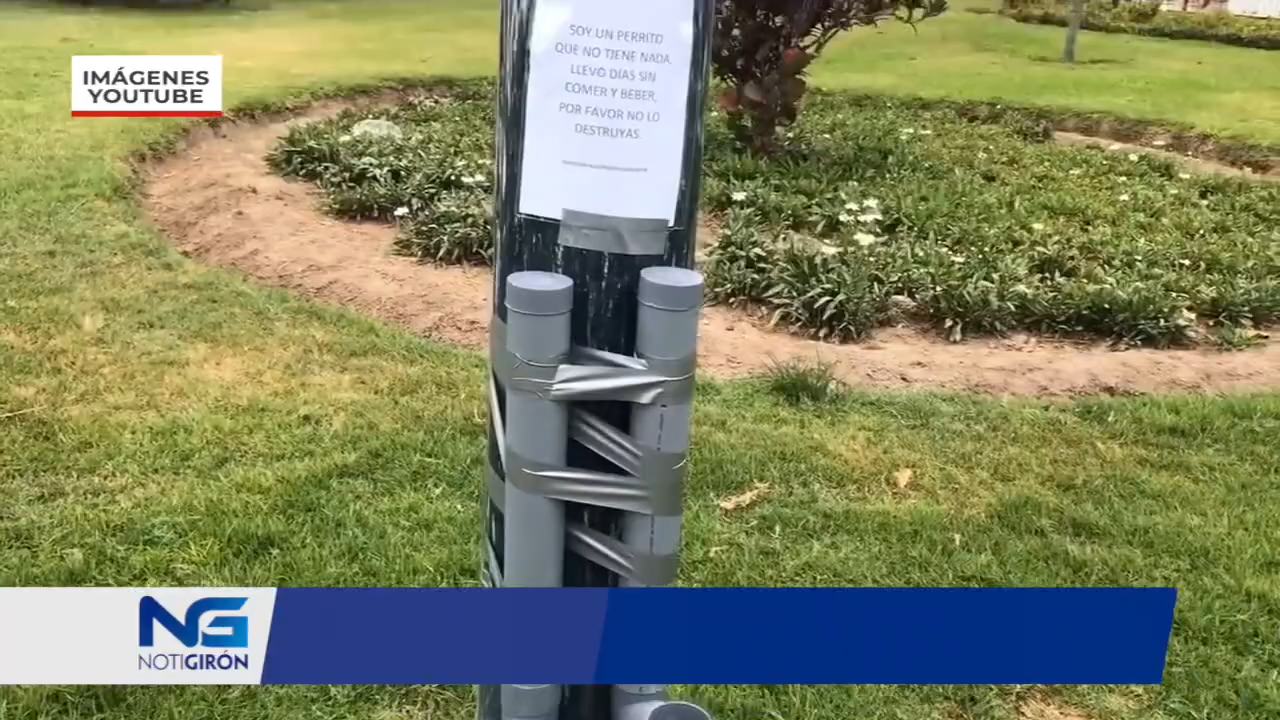 IMÁGENES
YOUTUBE
SOY UN PERRITO
QUE NO TIENE NADA,
LLEVO DÍAS SIN
COMER Y BEBER,
POR FAVOR NO LO
DESTRUYAS
NG
NOTIGIRÓN